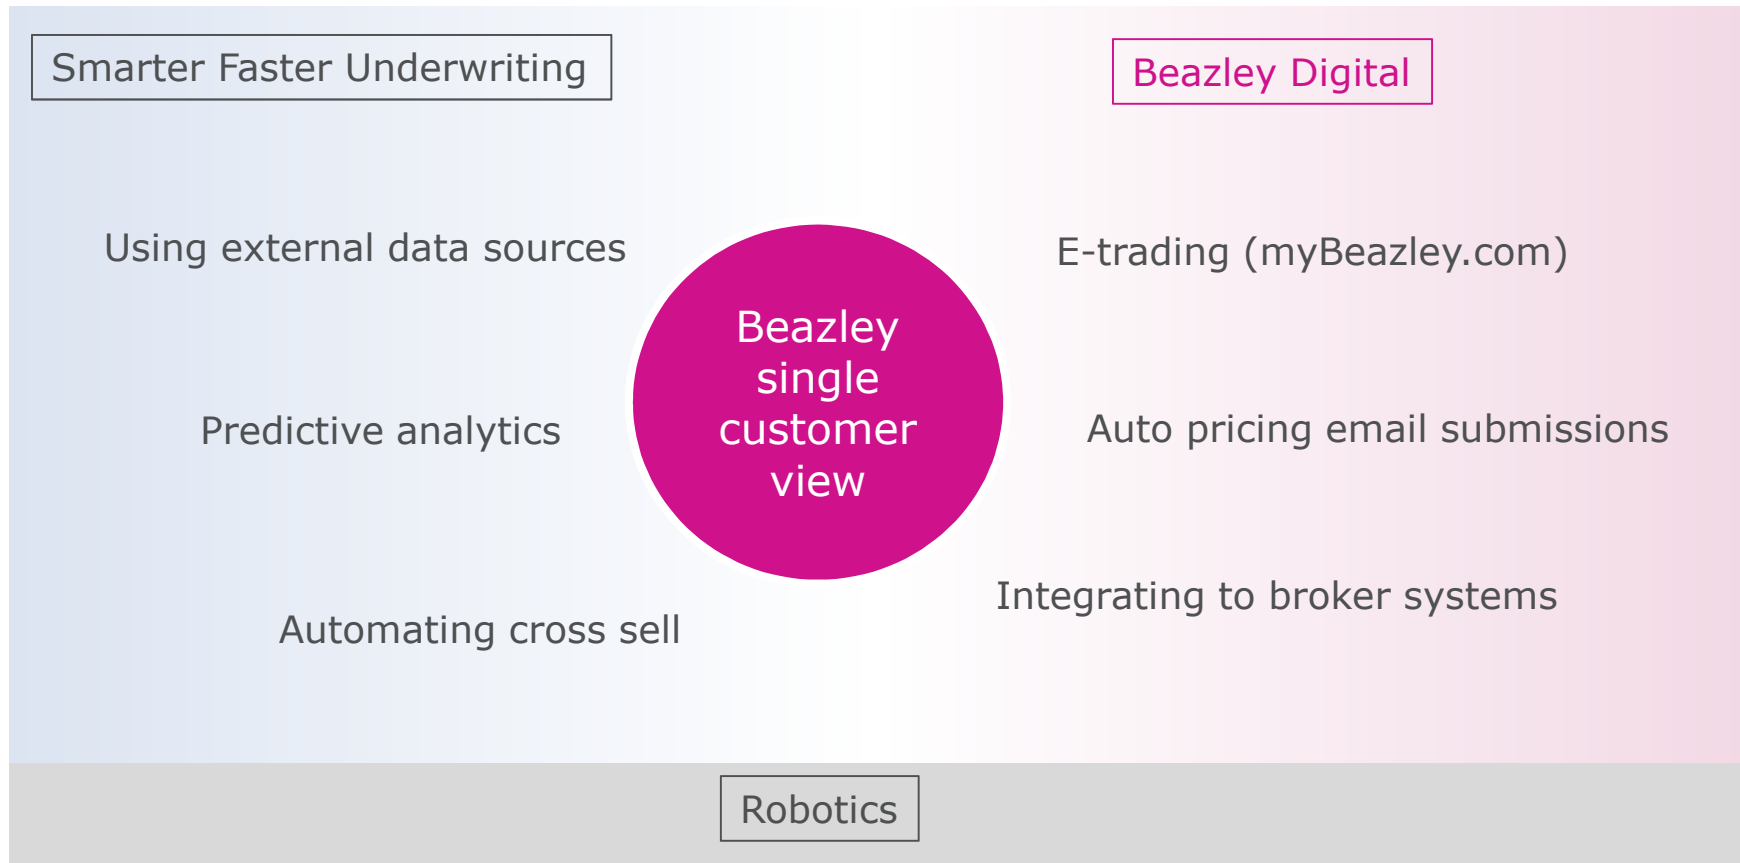 Smarter Faster Underwriting
Beazley Digital
Using external data sources
E-trading (myBeazley.com)
Beazley
single
customer
view
Predictive analytics
Auto pricing email submissions
Automating cross sell
Integrating to broker systems
Robotics